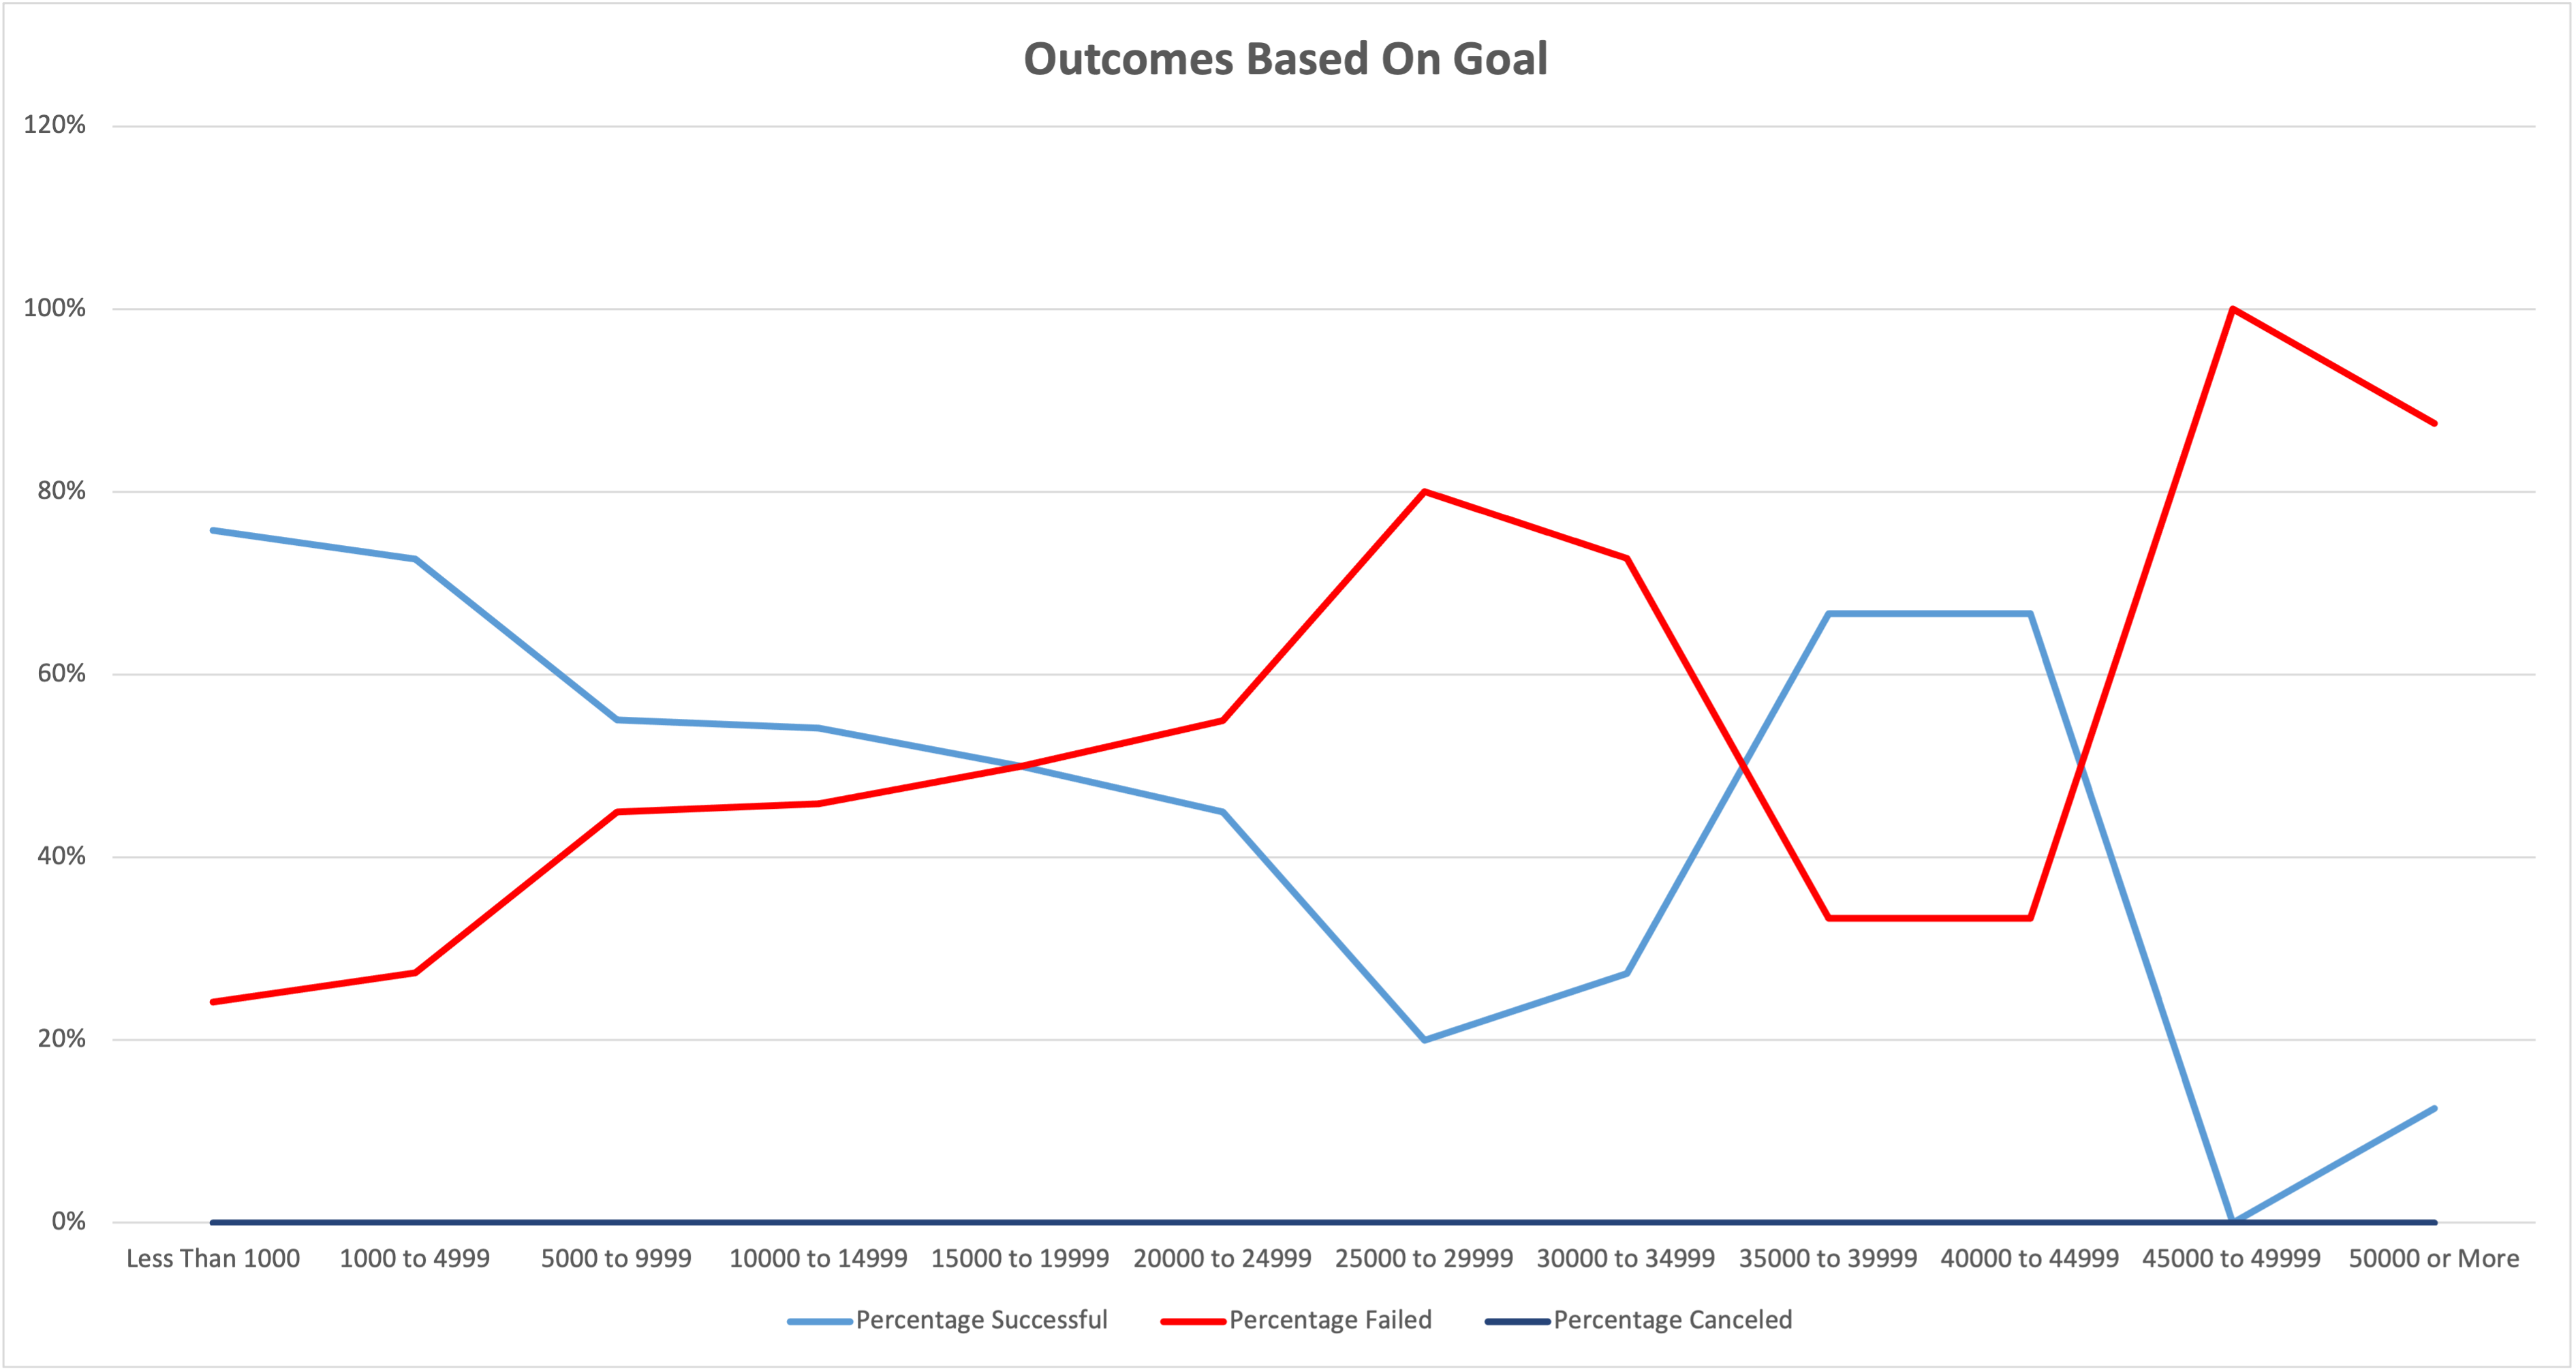 Outcomes Based On Goal
120%
100%
80%
60%
40%
20%
0%
Less Than 1000 1000 to 4999 5000 to 9999 10000 to 14999 15000 to 19999 20000 to 24999 25000 to 29999 30000 to 34999 35000 to 39999 40000 to 44999 45000 to 49999 50000 or More
Percentage Successful Percentage Failed Percentage Canceled